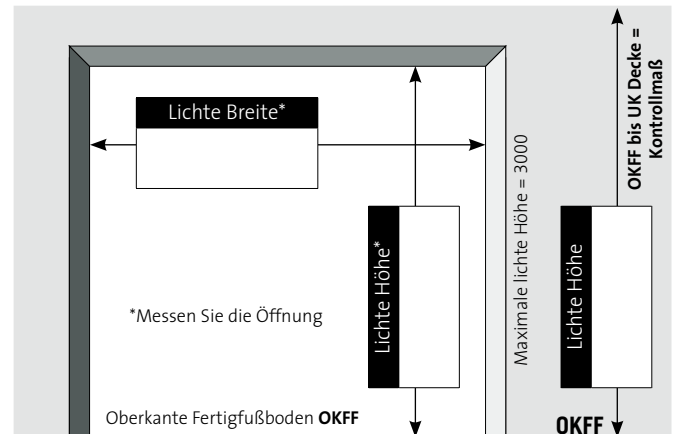 Lichte Breite*
Lichte Höhe*
*Messen Sie die Öffnung
Oberkante Fertigfußboden OKFF
Maximale lichte Höhe = 3000
OKFF bis UK Decke =
Kontrollmaß
Lichte Höhe
OKFF